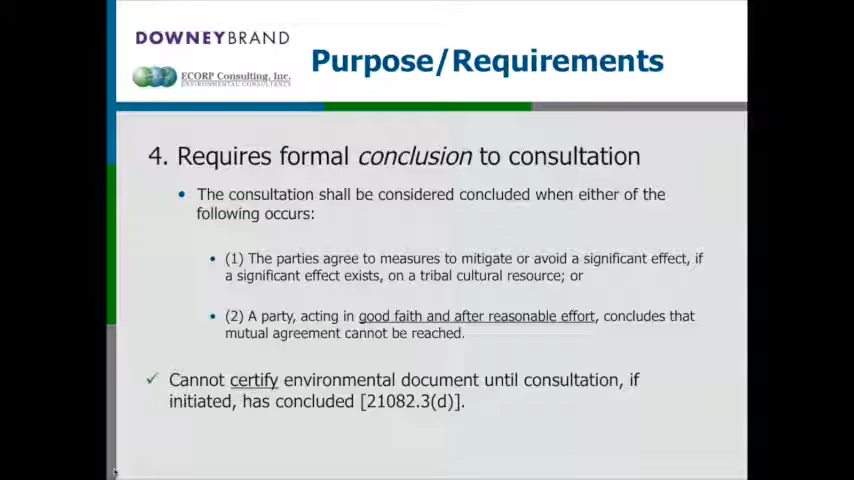 DOWNEYBRAND
ECORP Consulting, Inc.
ENVIRONMENTAL CONSULTANTS
Purpose/Requirements
4. Requires formal conclusion to consultation
• The consultation shall be considered concluded when either of the
following occurs:
• (1) The parties agree to measures to mitigate or avoid a significant effect, if
a significant effect exists, on a tribal cultural resource; or
• (2) A party, acting in good faith and after reasonable effort, concludes that
mutual agreement cannot be reached.
✓ Cannot certify environmental document until consultation, if
initiated, has concluded [21082.3(d)].